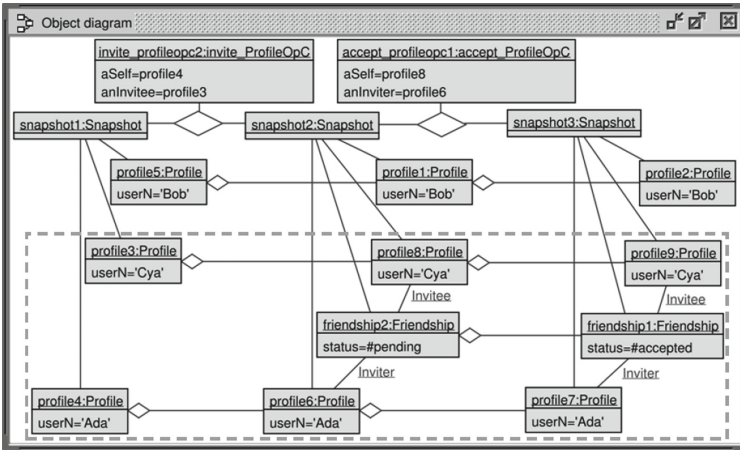 Object diagram
invite_profileopc2:invite_ProfileOpC
aSelf=profile4
anInvitee=profile3
accept_profileopc1:accept_ProfileOpC
aSelf=profile8
anInviter=profile6
snapshot1:Snapshot
snapshot2:Snapshot
snapshot3:Snapshot
profile5:Profile
userN='Bob'
profile1:Profile
userN='Bob'
profile2:Profile
userN='Bob'
profile3:Profile
userN='Cya'
profile8:Profile
userN='Cya'
profile9:Profile
userN='Cya'
Invitee
Invitee
friendship2:Friendship
status=#pending
friendship1:Friendship
status=#accepted
Inviter
Inviter
profile4:Profile
userN='Ada'
profile6:Profile
userN='Ada'
profile7:Profile
userN='Ada'